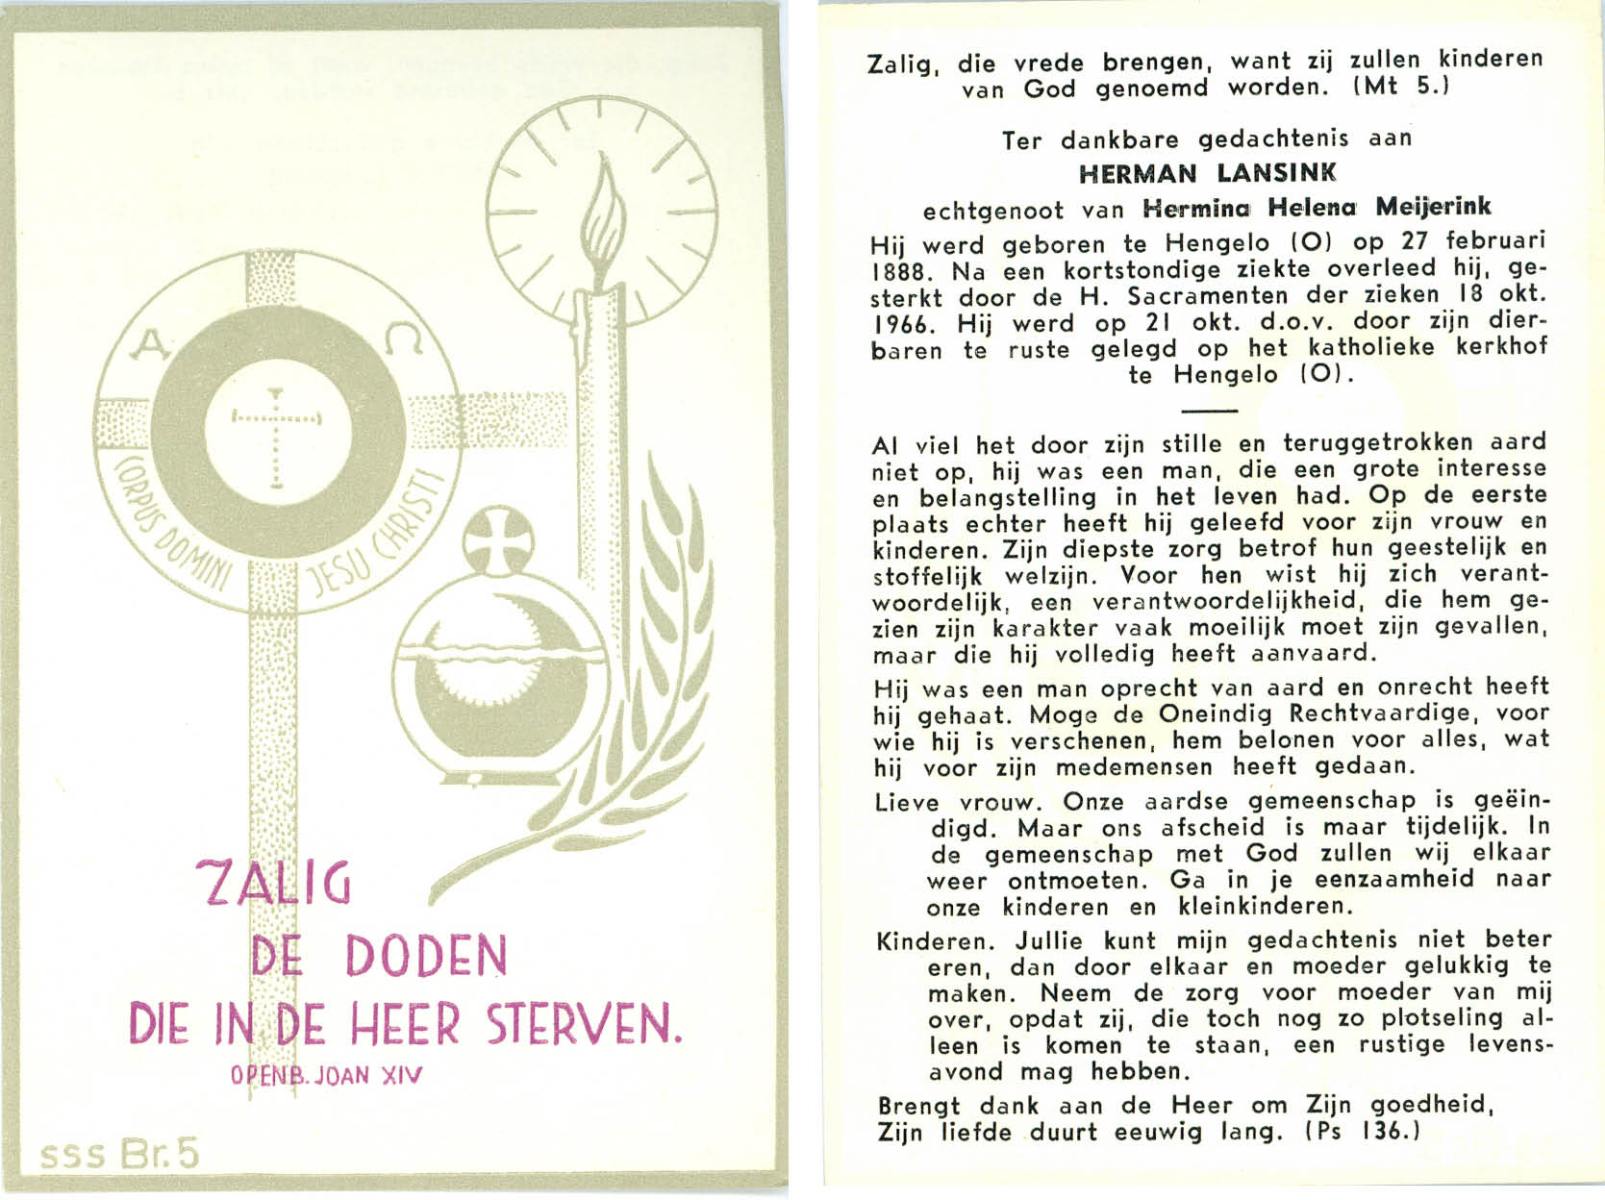 A Ω
CORPUS DOMINI JESU CHRISTI
ZALIG
DE DODEN
DIE IN DE HEER STERVEN.
OPENB. JOAN XIV
sss Br. 5
Zalig, die vrede brengen, want zij zullen kinderen
van God genoemd worden. (Mt 5.)
Ter dankbare gedachtenis aan
HERMAN LANSINK
echtgenoot van Hermina Helena Meijerink
Hij werd geboren te Hengelo (O) op 27 februari
1888. Na een kortstondige ziekte overleed hij, ge-
sterkt door de H. Sacramenten der zieken 18 okt.
1966. Hij werd op 21 okt. d.o.v. door zijn dier-
baren te ruste gelegd op het katholieke kerkhof
te Hengelo (O).
Al viel het door zijn stille en teruggetrokken aard
niet op, hij was een man, die een grote interesse
en belangstelling in het leven had. Op de eerste
plaats echter heeft hij geleefd voor zijn vrouw en
kinderen. Zijn diepste zorg betrof hun geestelijk en
stoffelijk welzijn. Voor hen wist hij zich verant-
woordelijk, een verantwoordelijkheid, die hem ge-
zien zijn karakter vaak moeilijk moet zijn gevallen,
maar die hij volledig heeft aanvaard.
Hij was een man oprecht van aard en onrecht heeft
hij gehaat. Moge de Oneindig Rechtvaardige, voor
wie hij is verschenen, hem belonen voor alles, wat
hij voor zijn medemensen heeft gedaan.
Lieve vrouw. Onze aardse gemeenschap is geëin-
digd. Maar ons afscheid is maar tijdelijk. In
de gemeenschap met God zullen wij elkaar
weer ontmoeten. Ga in je eenzaamheid naar
onze kinderen en kleinkinderen.
Kinderen. Jullie kunt mijn gedachtenis niet beter
eren, dan door elkaar en moeder gelukkig te
maken. Neem de zorg voor moeder van mij
over, opdat zij, die toch nog zo plotseling al-
leen is komen te staan, een rustige levens-
avond mag hebben.
Brengt dank aan de Heer om Zijn goedheid,
Zijn liefde duurt eeuwig lang. (Ps 136.)